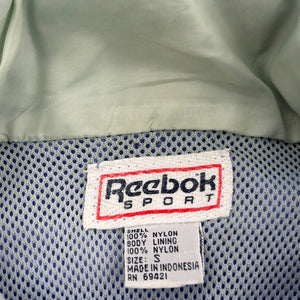 Reebok
SPORT
SHELL
100% NYLON
BODY LINING
100% NYLON
SIZE: S
MADE IN INDONESIA
RN 69421